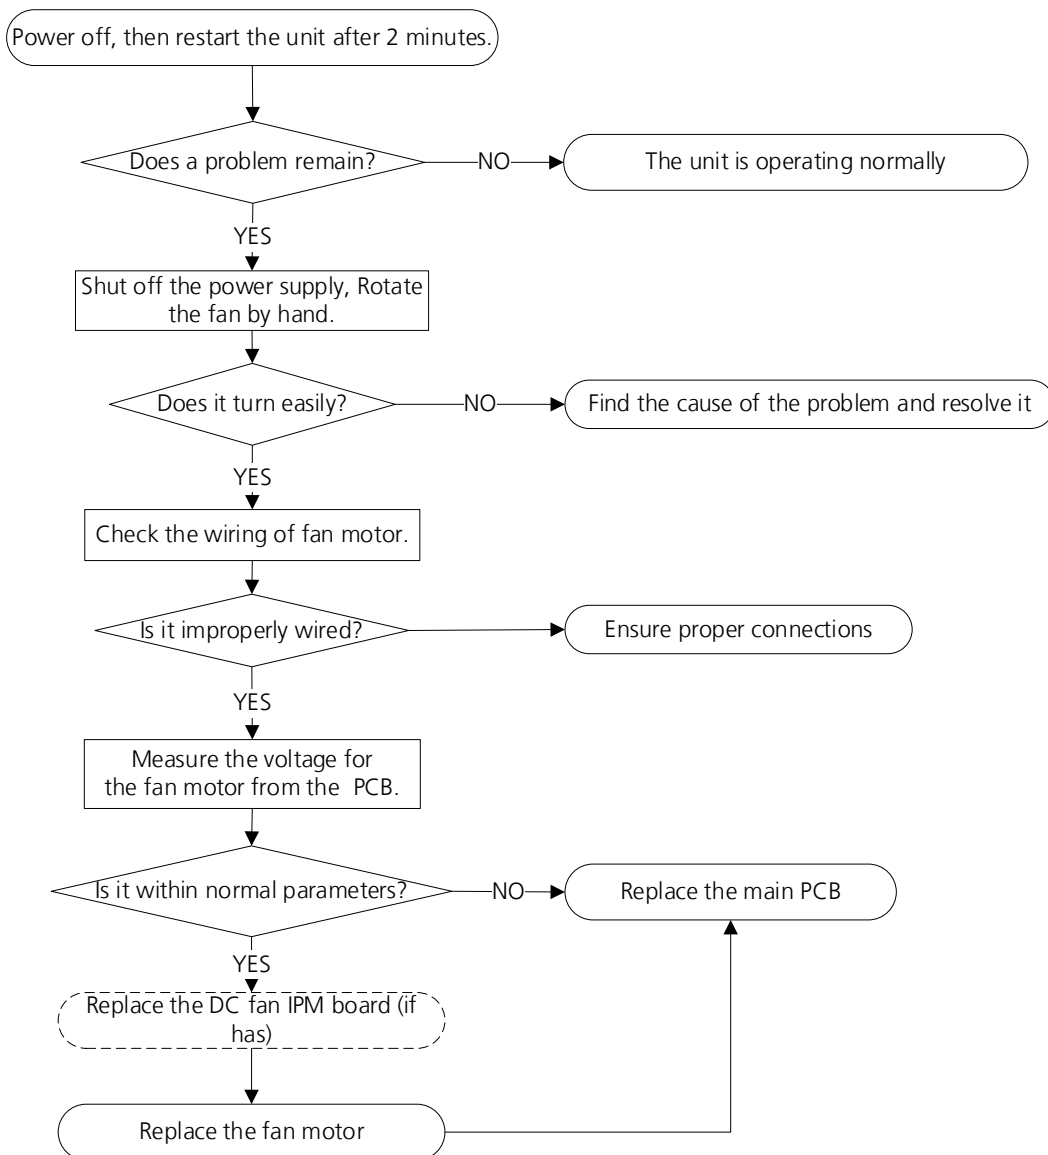 Power off, then restart the unit after 2 minutes.
Does a problem remain?
NO
The unit is operating normally
YES
Shut off the power supply, Rotate
the fan by hand.
Does it turn easily?
NO
Find the cause of the problem and resolve it
YES
Check the wiring of fan motor.
Is it improperly wired?
Ensure proper connections
YES
Measure the voltage for
the fan motor from the PCB.
Is it within normal parameters?
NO
Replace the main PCB
YES
Replace the DC fan IPM board (if
has)
Replace the fan motor